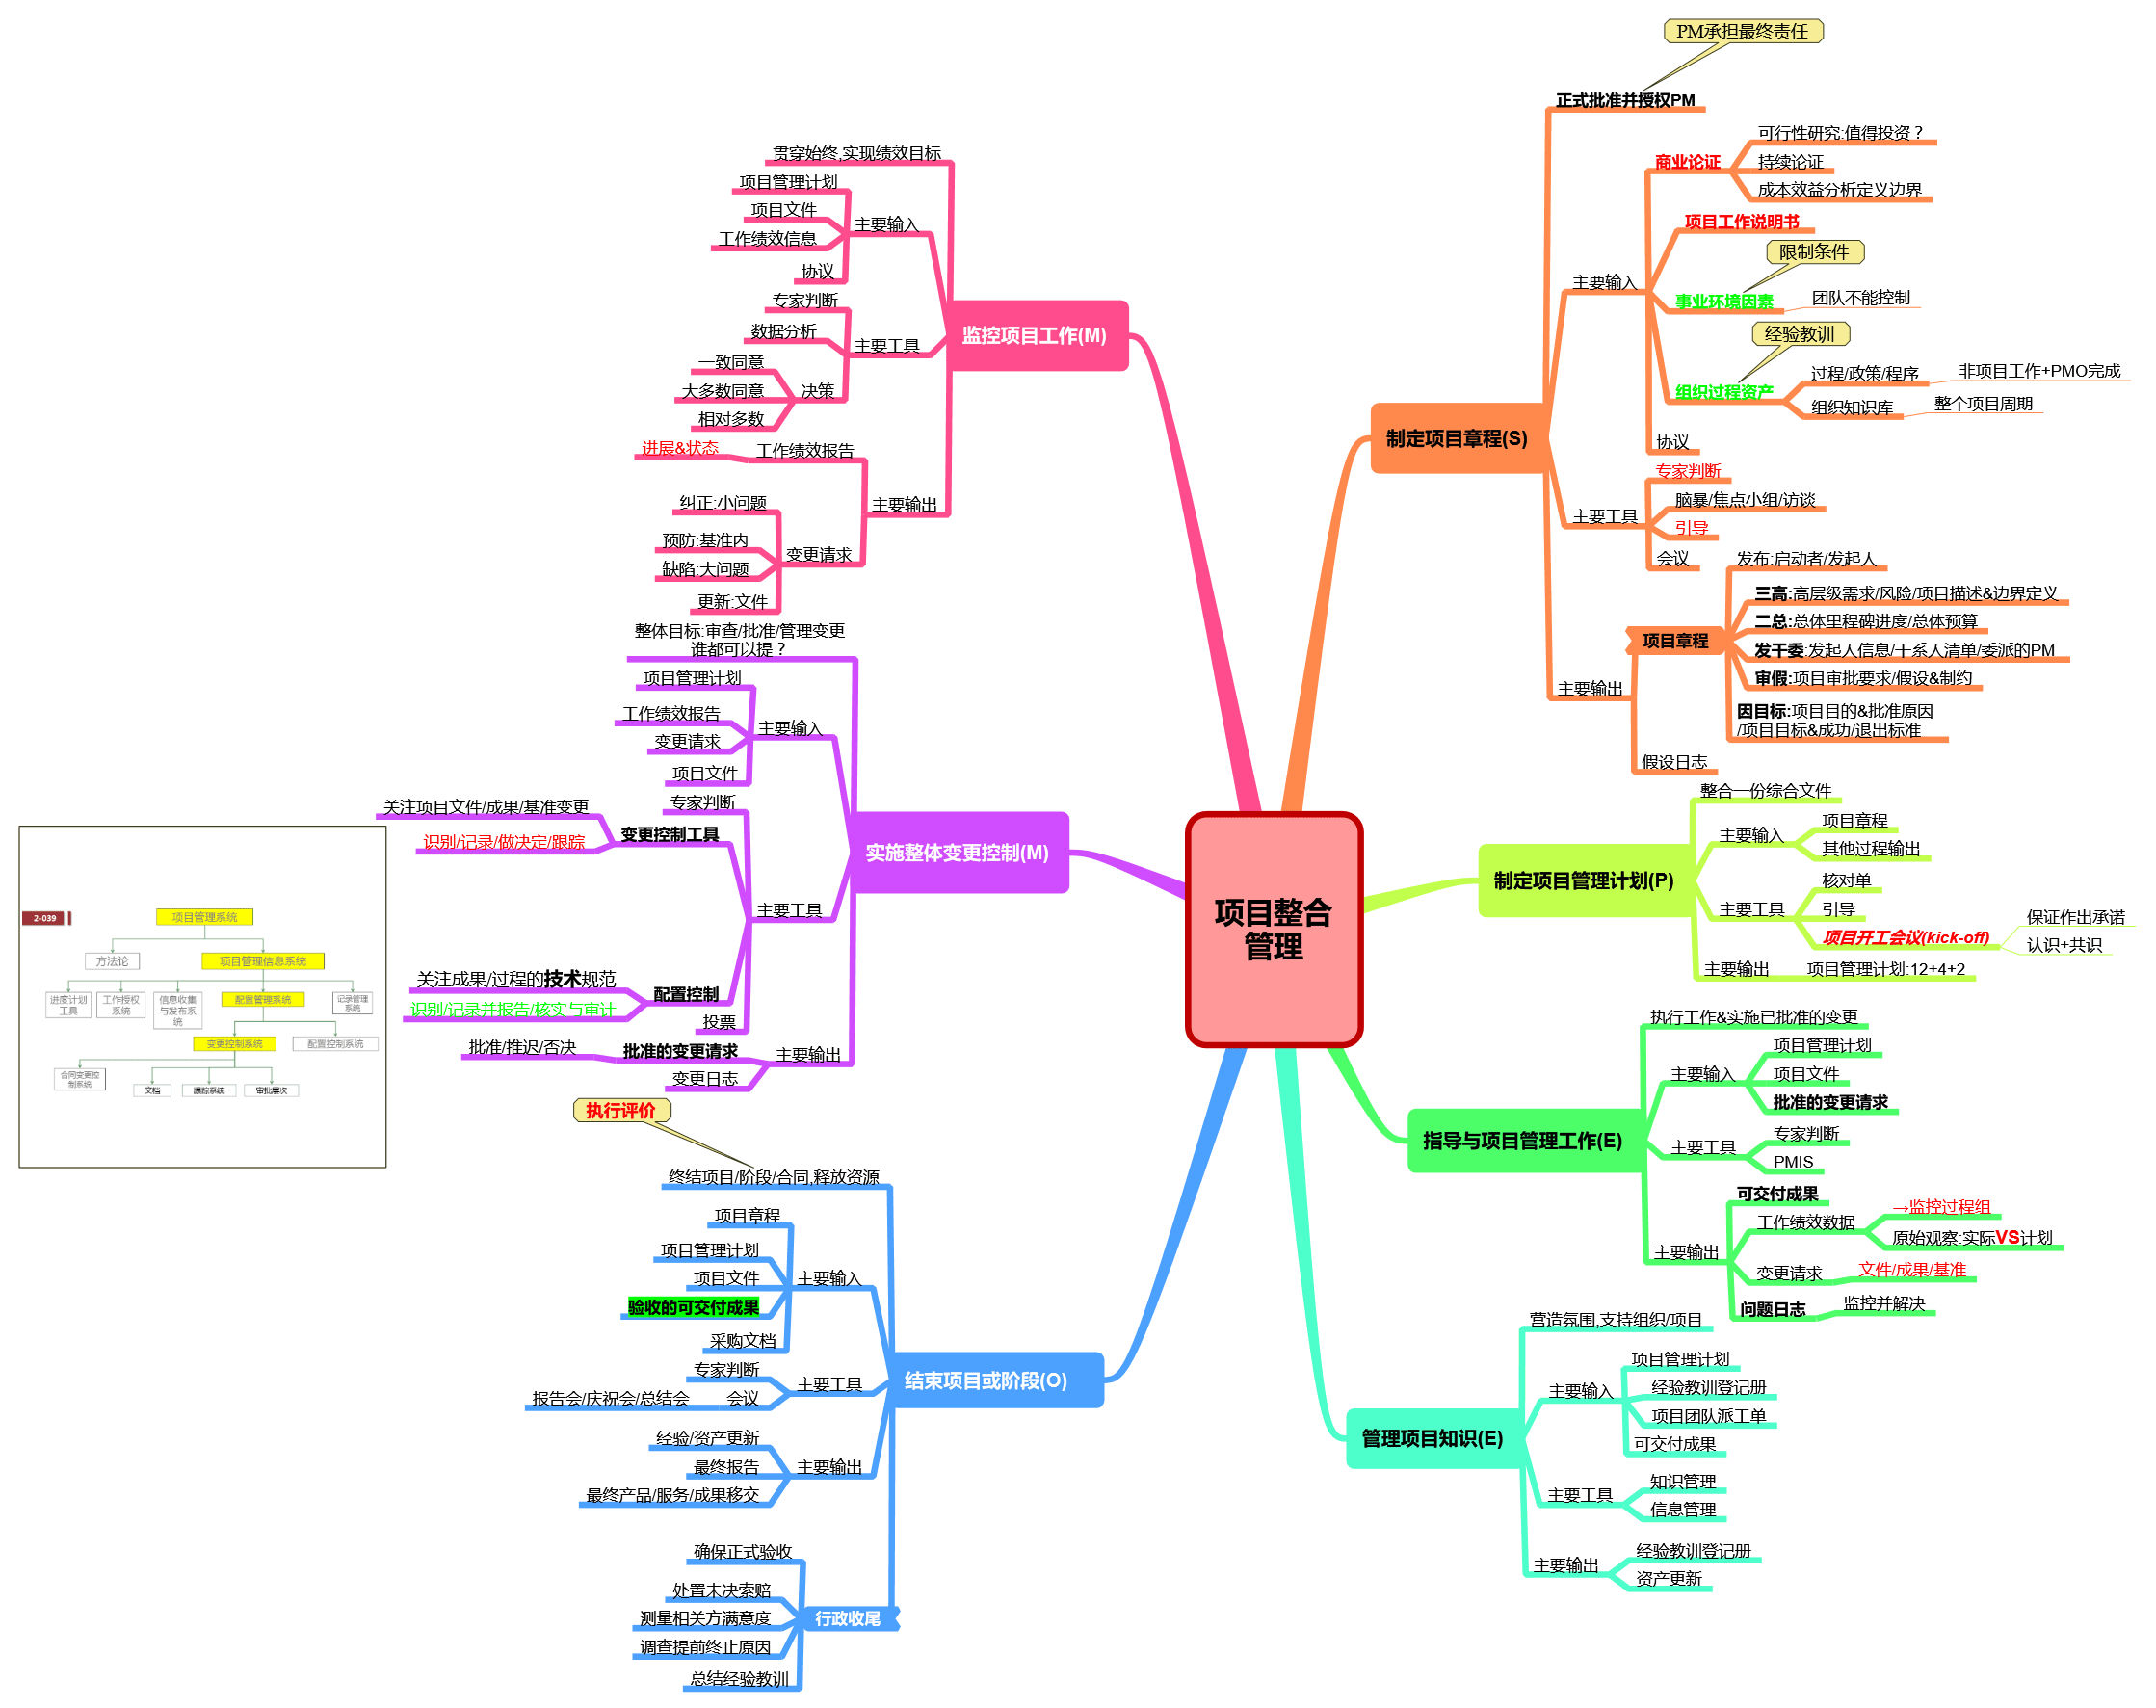 项目整合
管理
PM承担最终责任
制定项目章程(S)
正式批准并授权PM
主要输入
商业论证
可行性研究:值得投资？
持续论证
成本效益分析定义边界
项目工作说明书
限制条件
事业环境因素
团队不能控制
经验教训
组织过程资产
过程/政策/程序
非项目工作+PMO完成
组织知识库
整个项目周期
协议
主要工具
专家判断
脑暴/焦点小组/访谈
引导
会议
主要输出
项目章程
发布:启动者/发起人
三高:高层级需求/风险/项目描述&边界定义
二总:总体里程碑进度/总体预算
发干委:发起人信息/干系人清单/委派的PM
审假:项目审批要求/假设&制约
因目标:项目目的&批准原因
/项目目标&成功/退出标准
假设日志
制定项目管理计划(P)
整合一份综合文件
主要输入
项目章程
其他过程输出
主要工具
核对单
引导
项目开工会议(kick-off)
保证作出承诺
认识+共识
主要输出
项目管理计划:12+4+2
指导与项目管理工作(E)
执行工作&实施已批准的变更
主要输入
项目管理计划
项目文件
批准的变更请求
主要工具
专家判断
PMIS
主要输出
可交付成果
工作绩效数据
→监控过程组
原始观察:实际VS计划
变更请求
文件/成果/基准
问题日志
监控并解决
管理项目知识(E)
营造氛围,支持组织/项目
主要输入
项目管理计划
经验教训登记册
项目团队派工单
可交付成果
主要工具
知识管理
信息管理
主要输出
经验教训登记册
资产更新
监控项目工作(M)
贯穿始终,实现绩效目标
主要输入
项目管理计划
项目文件
工作绩效信息
协议
主要工具
专家判断
数据分析
决策
一致同意
大多数同意
相对多数
主要输出
工作绩效报告
进展&状态
变更请求
纠正:小问题
预防:基准内
缺陷:大问题
更新:文件
实施整体变更控制(M)
整体目标:审查/批准/管理变更
谁都可以提？
主要输入
项目管理计划
工作绩效报告
变更请求
项目文件
主要工具
专家判断
变更控制工具
关注项目文件/成果/基准变更
识别/记录/做决定/跟踪
配置控制
关注成果/过程的技术规范
识别/记录并报告/核实与审计
投票
主要输出
批准的变更请求
批准/推迟/否决
变更日志
2-039
项目管理系统
方法论
项目管理信息系统
进度计划
工具
工作授权
系统
信息收集
与发布系
统
配置管理系统
记录管理
系统
变更控制系统
配置控制系统
合同变更控
制系统
文档
跟踪系统
审批层次
结束项目或阶段(O)
执行评价
终结项目/阶段/合同,释放资源
主要输入
项目章程
项目管理计划
项目文件
验收的可交付成果
采购文档
主要工具
专家判断
会议
报告会/庆祝会/总结会
主要输出
经验/资产更新
最终报告
最终产品/服务/成果移交
行政收尾
确保正式验收
处置未决索赔
测量相关方满意度
调查提前终止原因
总结经验教训